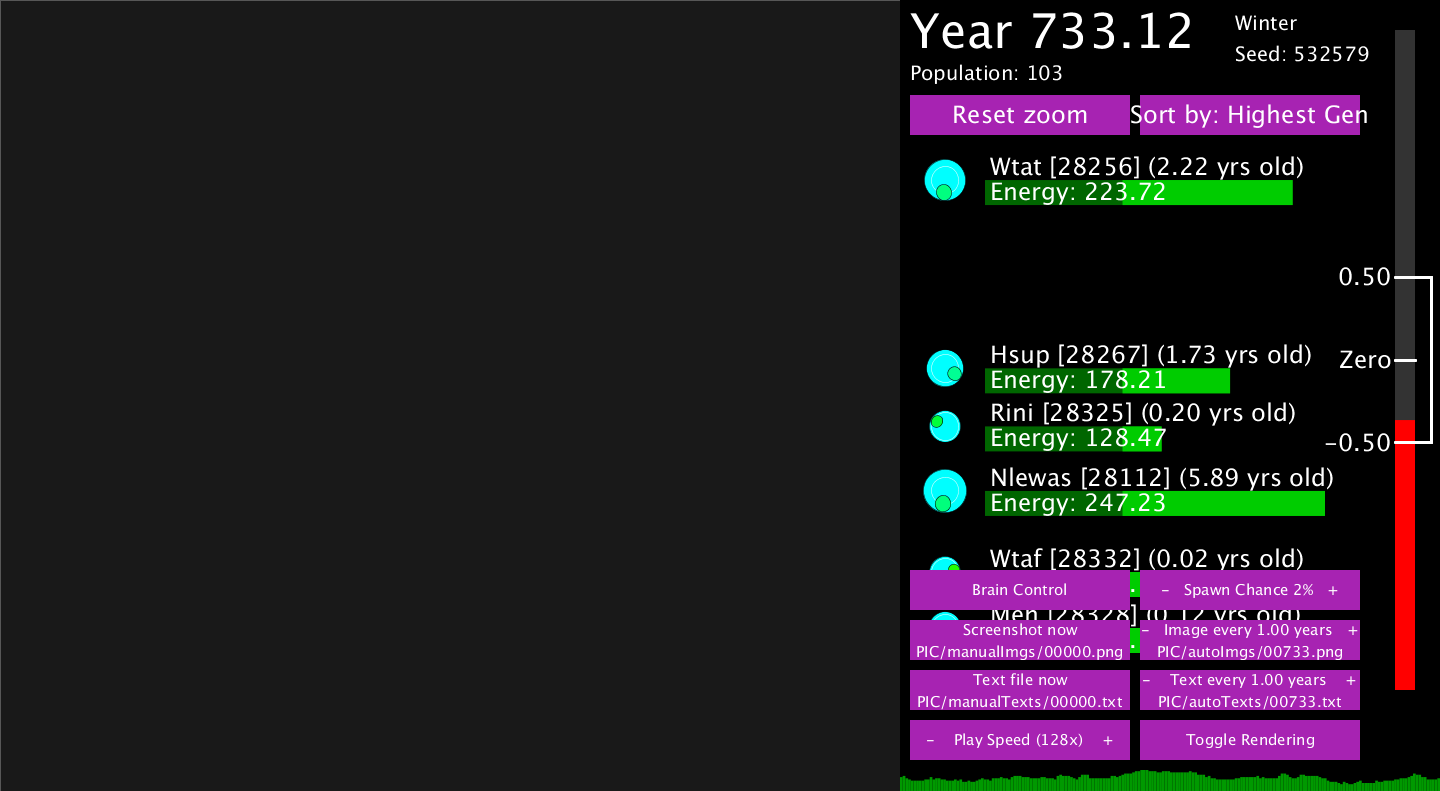 Year 733.12
Winter
Seed: 532579
Population: 103
Reset zoom
Sort by: Highest Gen
Wtat [28256] (2.22 yrs old)
Energy: 223.72
0.50
Hsup [28267] (1.73 yrs old)
Energy: 178.21
Zero
Rini [28325] (0.20 yrs old)
Energy: 128.47
-0.50
Nlewas [28112] (5.89 yrs old)
Energy: 247.23
Wtaf [28332] (0.02 yrs old)
Brain Control
- Spawn Chance 2% +
[28328] (0.12 yrs old)
Screenshot now
PIC/manualImgs/00000.png
- Image every 1.00 years +
PIC/autoImgs/00733.png
Text file now
PIC/manualTexts/00000.txt
- Text every 1.00 years +
PIC/autoTexts/00733.txt
- Play Speed (128x) +
Toggle Rendering